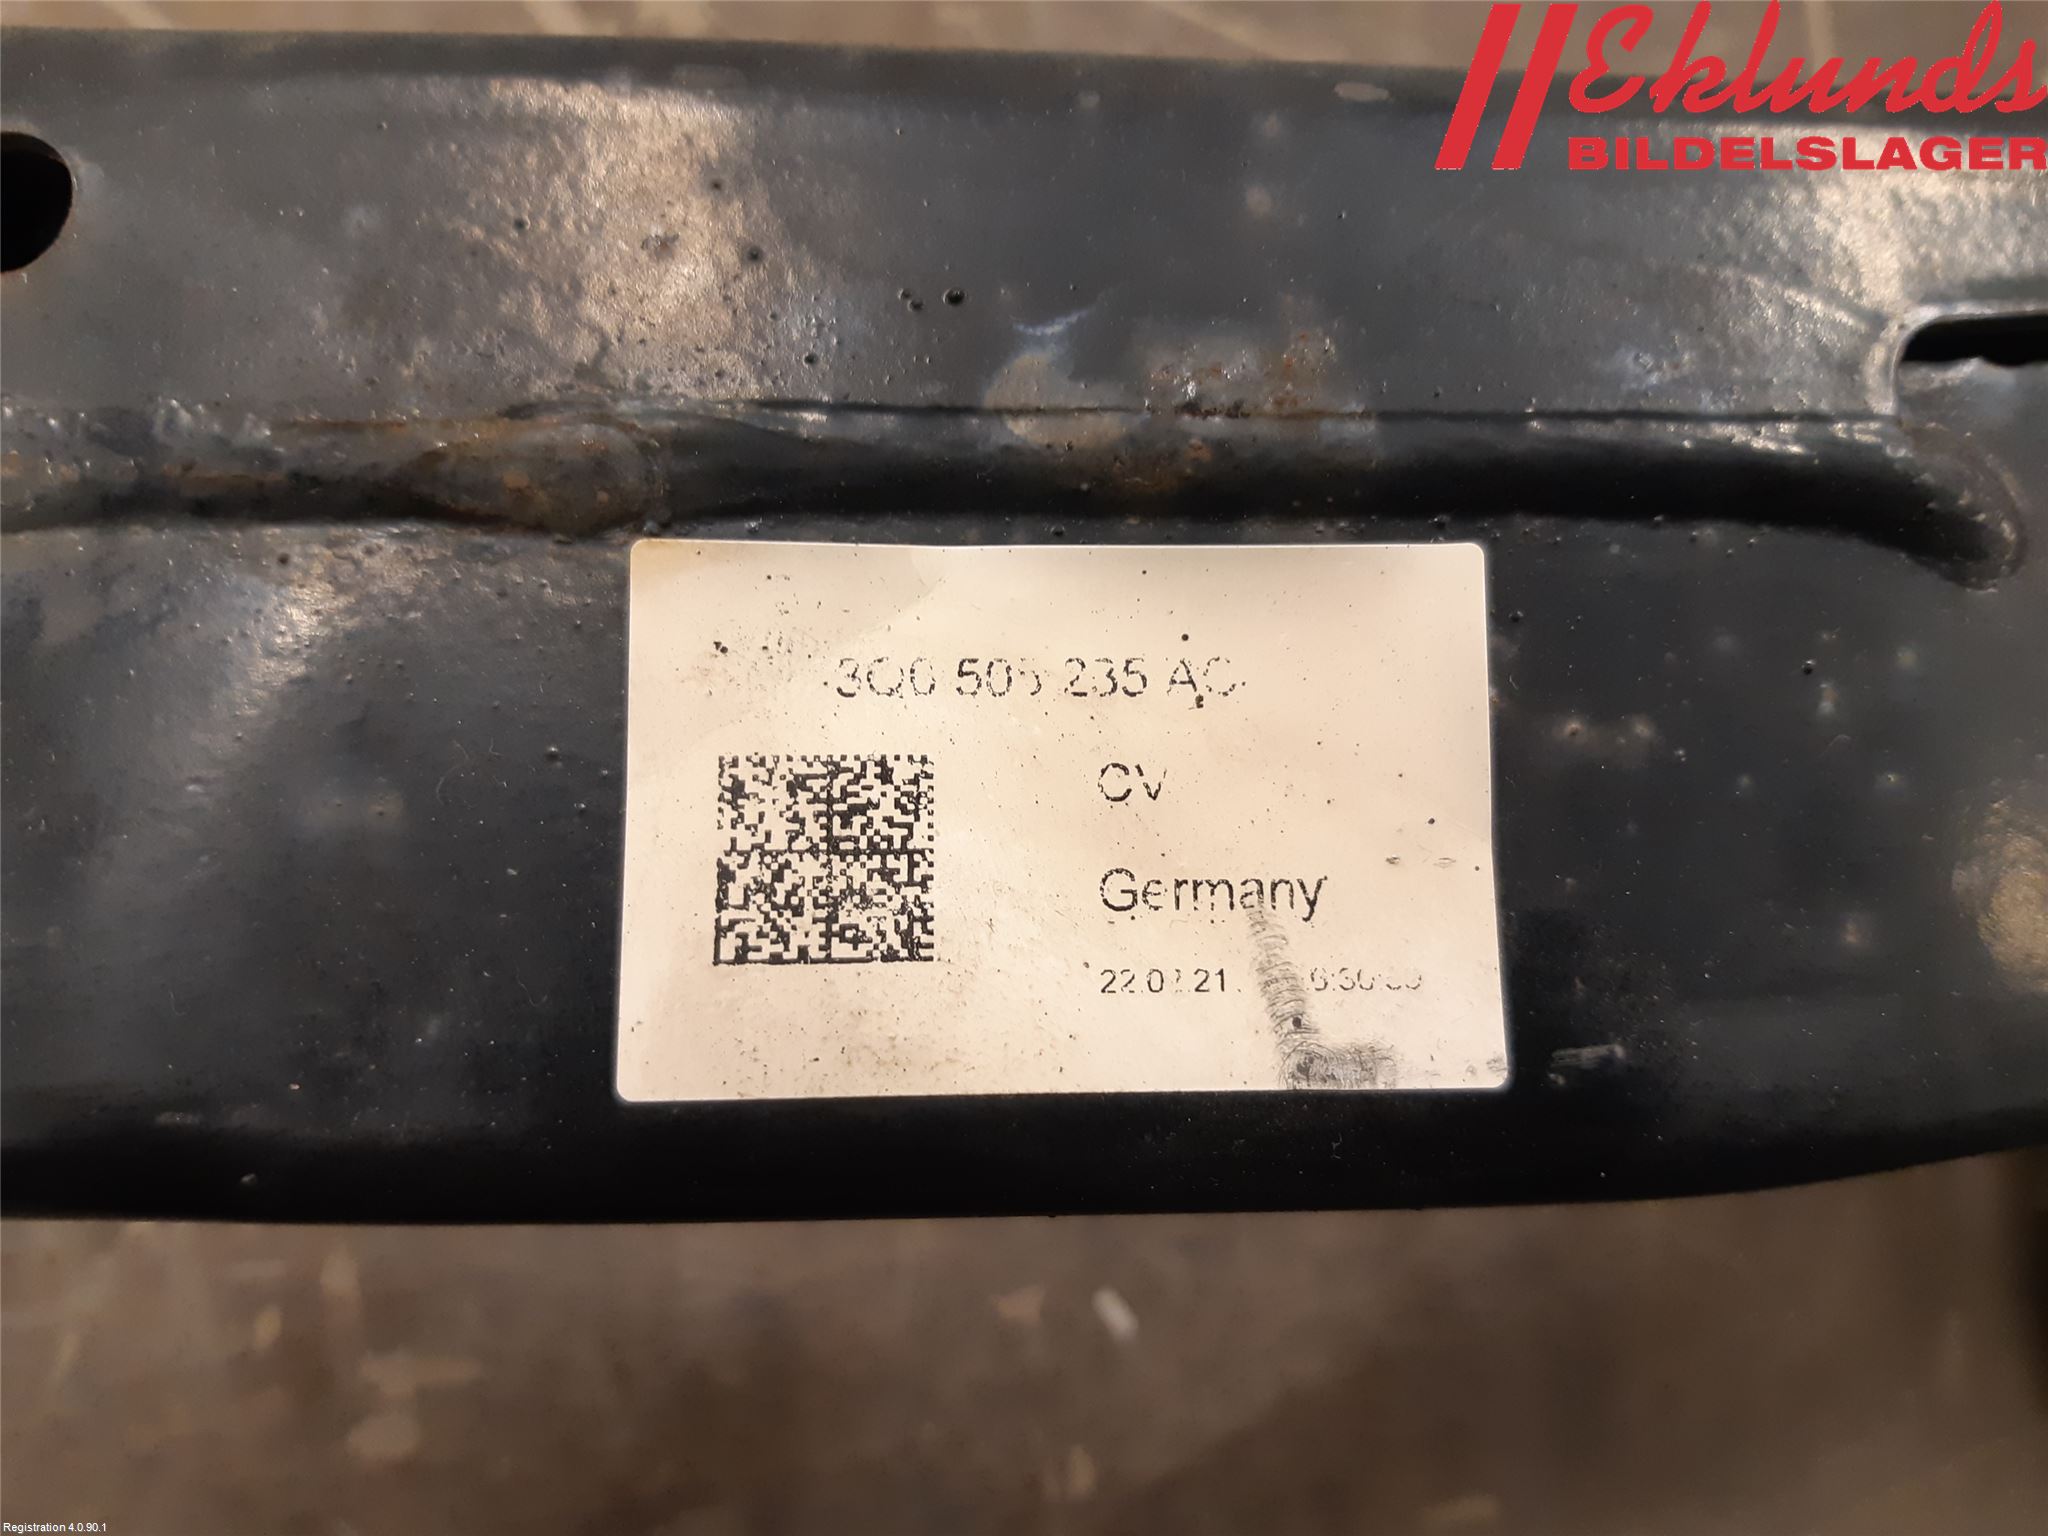 Eklunds
BILDELSLAGER
3Q0 505 235 AC
CV
Germany
Registration 4.0.90.1